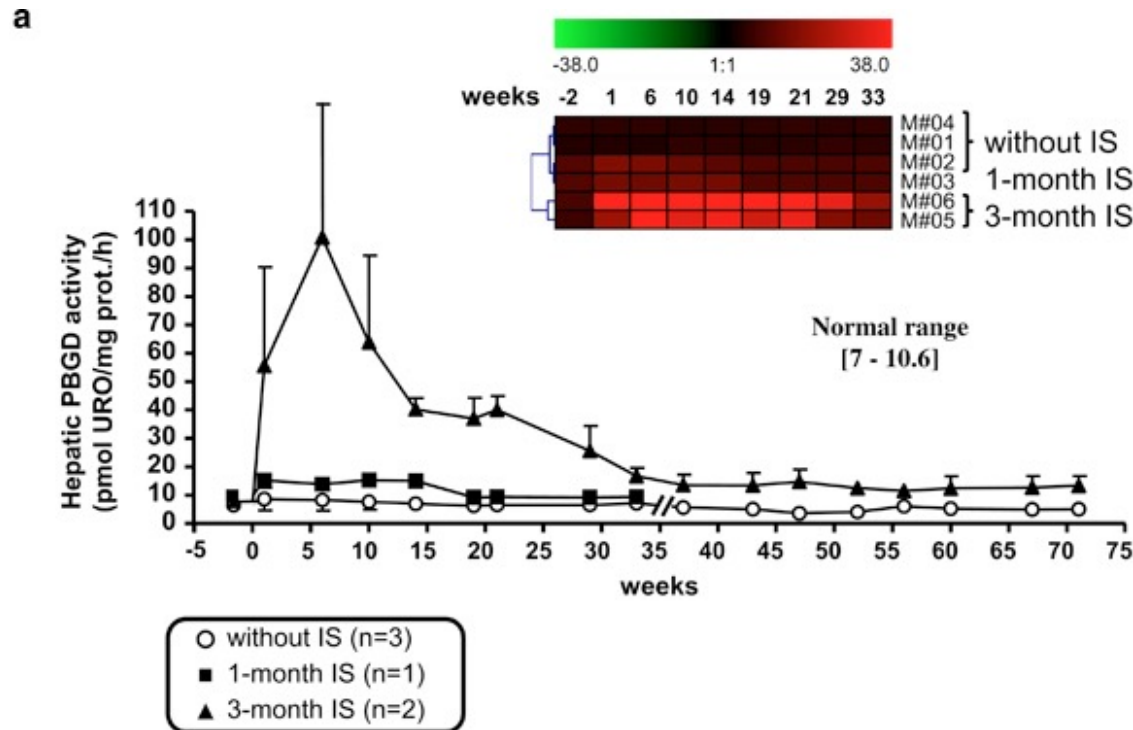 a
-38.0 1:1 38.0
weeks -2 1 6 10 14 19 21 29 33
M#04
M#01
M#02
M#03
M#06
M#05
without IS
1-month IS
3-month IS
Hepatic PBGD activity
(pmol URO/mg prot./h)
110
100
90
80
70
60
50
40
30
20
10
0
Normal range
[7 - 10.6]
-5 0 5 10 15 20 25 30 35 40 45 50 55 60 65 70 75
weeks
without IS (n=3)
1-month IS (n=1)
3-month IS (n=2)